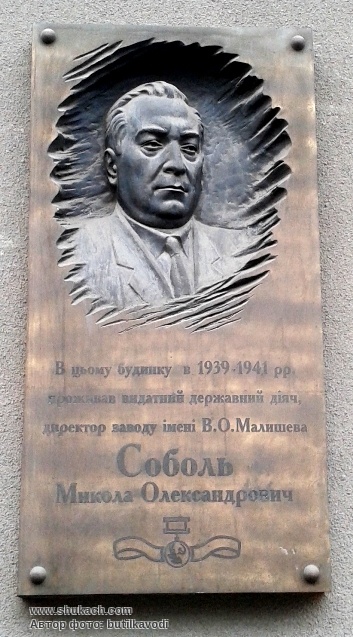 В цьому будинку в 1939-1941 рр.
проживав видатний державний діяч,
директор заводу імені В.О.Малишева
Соболь
Микола Олександрович
www.shukach.com
Автор фото: butilkavodi